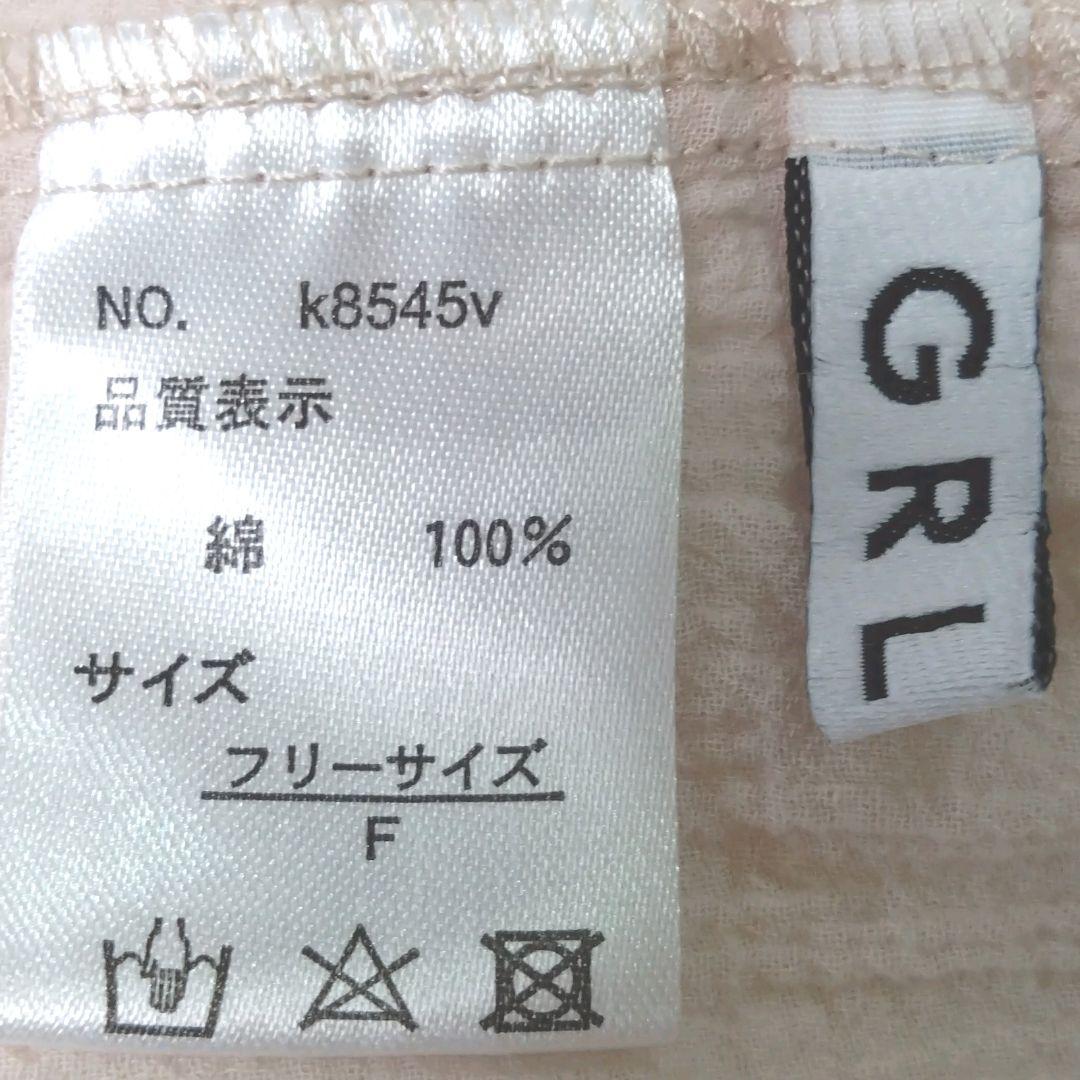 NO. k8545v
品質表示
綿 100%
サイズ
フリーサイズ
F
GRL